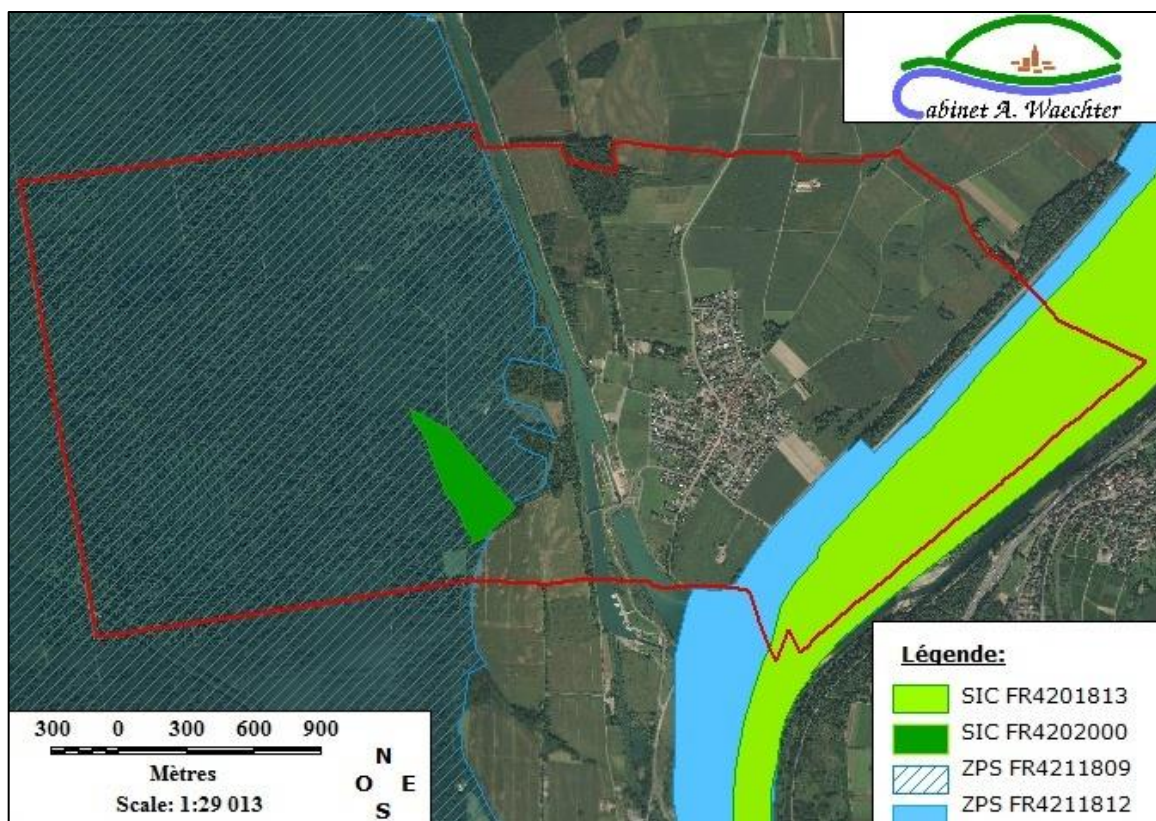 abinet A. Waechter
Légende:
SIC FR4201813
SIC FR4202000
ZPS FR4211809
ZPS FR4211812
300 0 300 600 900
Mètres
Scale: 1:29 013
N
O E
S